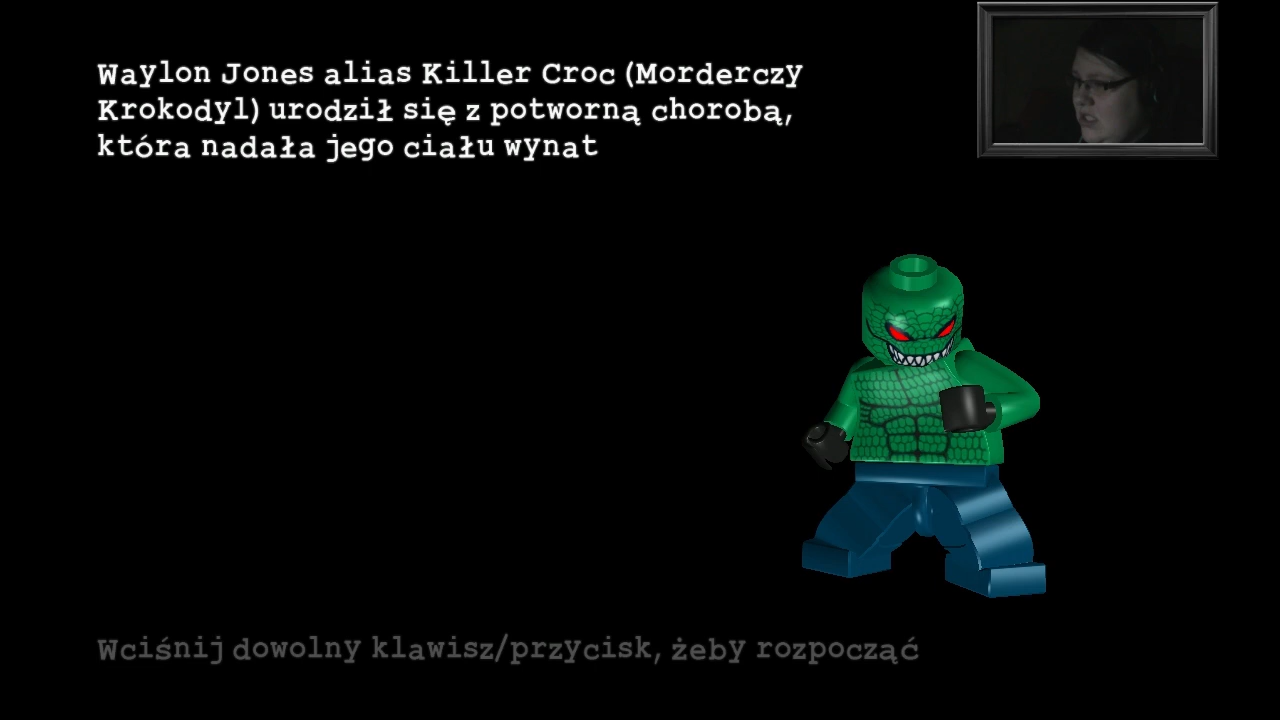 Waylon Jones alias Killer Croc (Morderczy
Krokodyl) urodził się z potworną chorobą,
która nadała jego ciału wynat
Wciśnij dowolny klawisz/przycisk, żeby rozpocząć